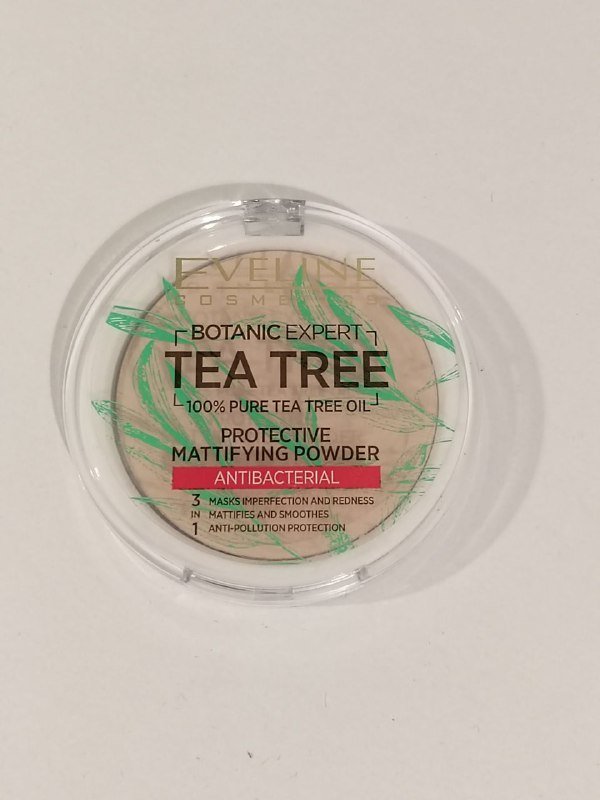 EVELINE
COSMETICS
BOTANIC EXPERT
TEA TREE
100% PURE TEA TREE OIL
PROTECTIVE
MATTIFYING POWDER
ANTIBACTERIAL
3 MASKS IMPERFECTION AND REDNESS
IN MATTIFIES AND SMOOTHES
1 ANTI-POLLUTION PROTECTION